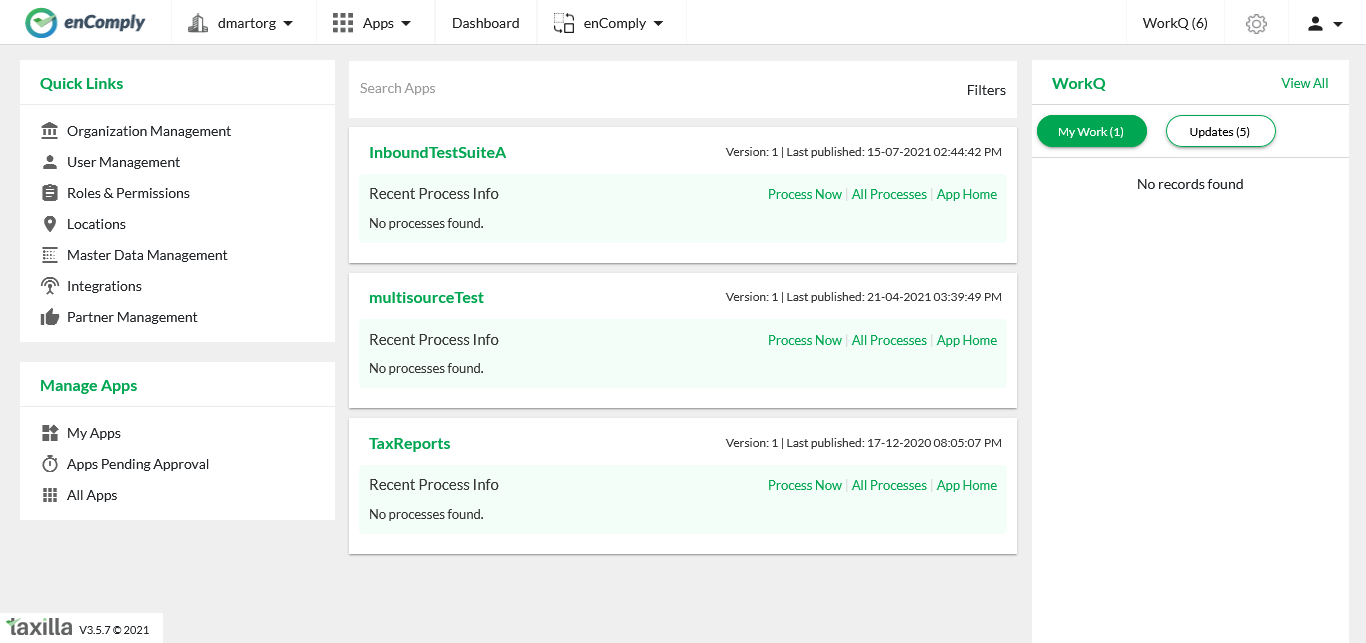 enComply dmartorg Apps Dashboard enComply WorkQ (6)
Quick Links
Organization Management
User Management
Roles & Permissions
Locations
Master Data Management
Integrations
Partner Management
Manage Apps
My Apps
Apps Pending Approval
All Apps
Search Apps Filters
InboundTestSuiteA Version: 1 | Last published: 15-07-2021 02:44:42 PM
Recent Process Info Process Now | All Processes | App Home
No processes found.
multisourceTest Version: 1 | Last published: 21-04-2021 03:39:49 PM
Recent Process Info Process Now | All Processes | App Home
No processes found.
TaxReports Version: 1 | Last published: 17-12-2020 08:05:07 PM
Recent Process Info Process Now | All Processes | App Home
No processes found.
WorkQ View All
My Work (1) Updates (5)
No records found
taxilla V3.5.7 © 2021